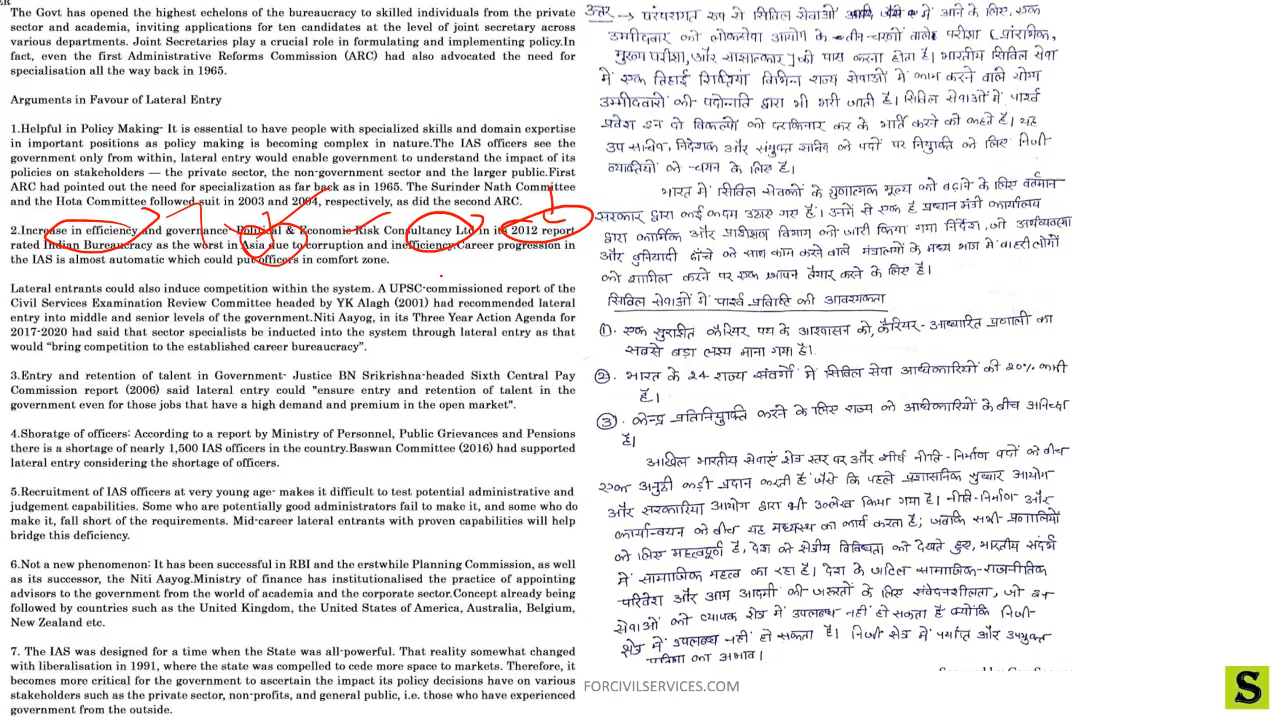 The Govt has opened the highest echelons of the bureaucracy to skilled individuals from the private
sector and academia, inviting applications for ten candidates at the level of joint secretary across
various departments. Joint Secretaries play a crucial role in formulating and implementing policy.In
fact, even the first Administrative Reforms Commission (ARC) had also advocated the need for
specialisation all the way back in 1965.
Arguments in Favour of Lateral Entry
1.Helpful in Policy Making- It is essential to have people with specialized skills and domain expertise
in important positions as policy making is becoming complex in nature.The IAS officers see the
government only from within, lateral entry would enable government to understand the impact of its
policies on stakeholders — the private sector, the non-government sector and the larger public.First
ARC had pointed out the need for specialization as far back as in 1965. The Surinder Nath Committee
and the Hota Committee followed suit in 2003 and 2004, respectively, as did the second ARC.
2.Increase in efficiency and governance- Political & Economic Risk Consultancy Ltd in its 2012 report
rated Indian Bureaucracy as the worst in Asia due to corruption and inefficiency.Career progression in
the IAS is almost automatic which could put officers in comfort zone.
Lateral entrants could also induce competition within the system. A UPSC-commissioned report of the
Civil Services Examination Review Committee headed by YK Alagh (2001) had recommended lateral
entry into middle and senior levels of the government.Niti Aayog, in its Three Year Action Agenda for
2017-2020 had said that sector specialists be inducted into the system through lateral entry as that
would “bring competition to the established career bureaucracy”.
3.Entry and retention of talent in Government- Justice BN Srikrishna-headed Sixth Central Pay
Commission report (2006) said lateral entry could "ensure entry and retention of talent in the
government even for those jobs that have a high demand and premium in the open market".
4.Shoratge of officers: According to a report by Ministry of Personnel, Public Grievances and Pensions
there is a shortage of nearly 1,500 IAS officers in the country.Baswan Committee (2016) had supported
lateral entry considering the shortage of officers.
5.Recruitment of IAS officers at very young age- makes it difficult to test potential administrative and
judgement capabilities. Some who are potentially good administrators fail to make it, and some who do
make it, fall short of the requirements. Mid-career lateral entrants with proven capabilities will help
bridge this deficiency.
6.Not a new phenomenon: It has been successful in RBI and the erstwhile Planning Commission, as well
as its successor, the Niti Aayog.Ministry of finance has institutionalised the practice of appointing
advisors to the government from the world of academia and the corporate sector.Concept already being
followed by countries such as the United Kingdom, the United States of America, Australia, Belgium,
New Zealand etc.
7. The IAS was designed for a time when the State was all-powerful. That reality somewhat changed
with liberalisation in 1991, where the state was compelled to cede more space to markets. Therefore, it
becomes more critical for the government to ascertain the impact its policy decisions have on various
stakeholders such as the private sector, non-profits, and general public, i.e. those who have experienced
government from the outside.
उत्तर → परंपरागत रूप से सिविल सेवाओं में आने के लिए, एक
उम्मीदवार को लोकसेवा आयोग के तीन चरणों वाले परीक्षा (प्रारंभिक,
मुख्य परीक्षा, और साक्षात्कार) को पास करना होता है। भारतीय सिविल सेवा
में एक तिहाई रिक्तियां विभिन्न राज्य सेवाओं में काम करने वाले योग्य
उम्मीदवारों की पदोन्नति द्वारा भी भरी जाती है। सिविल सेवाओं में पार्श्व
प्रवेश इन दो विकल्पों को दरकिनार कर के भर्ति करने को कहते है। यह
उप सचिव, निदेशक और संयुक्त सचिव के पदों पर नियुक्ति के लिए निजी
व्यक्तियों को चयन के लिए है।
भारत में सिविल सेवकों के गुणात्मक मूल्य को बढ़ाने के लिए वर्तमान
सरकार द्वारा कई कदम उठाए गए है। उनमें से एक है प्रधान मंत्री कार्यालय
द्वारा कार्मिक और प्रशिक्षण विभाग को जारी किया गया निर्देश, जो अर्थव्यवस्था
और बुनियादी ढाँचे के साथ काम करने वाले मंत्रालयों के मध्य भाग में बाहरी लोगों
को शामिल करने पर एक ज्ञापन तैयार करने के लिए है।
सिविल सेवाओं में पार्श्व प्रविष्टि की आवश्यकता
①. एक सुरक्षित कैरियर पथ के आश्वासन को, कैरियर-आधारित प्रणाली का
सबसे बड़ा लक्ष्य माना गया है।
②. भारत के 24 राज्य संवर्गों में सिविल सेवा अधिकारियों की 20% कमी
है।
③. केन्द्र प्रतिनियुक्ति करने के लिए राज्य के अधिकारियों के बीच अनिच्छा
है।
अखिल भारतीय सेवाएं क्षेत्र स्तर पर और शीर्ष नीति-निर्माण पदों के बीच
एक अनूठी कड़ी प्रदान करती है जैसे कि पहले प्रशासनिक सुधार आयोग
और सरकारिया आयोग द्वारा भी उल्लेख किया गया है। नीति-निर्माण और
कार्यान्वयन के बीच यह मध्यस्थ का कार्य करता है; जबकि सभी प्रणालियों
के लिए महत्वपूर्ण है, देश की क्षेत्रीय विविधता को देखते हुए, भारतीय संदर्भ
में सामाजिक महत्व का रहा है। देश के जटिल सामाजिक-राजनीतिक
परिवेश और आम आदमी की जरूरतों के लिए संवेदनशीलता, जो इन
सेवाओं को व्यापक क्षेत्र में उपलब्ध नहीं हो सकता है क्योंकि निजी
क्षेत्र में उपलब्ध नहीं हो सकता है। निजी क्षेत्र में पर्याप्त और उपयुक्त
का अभाव।
FORCIVILSERVICES.COM
S